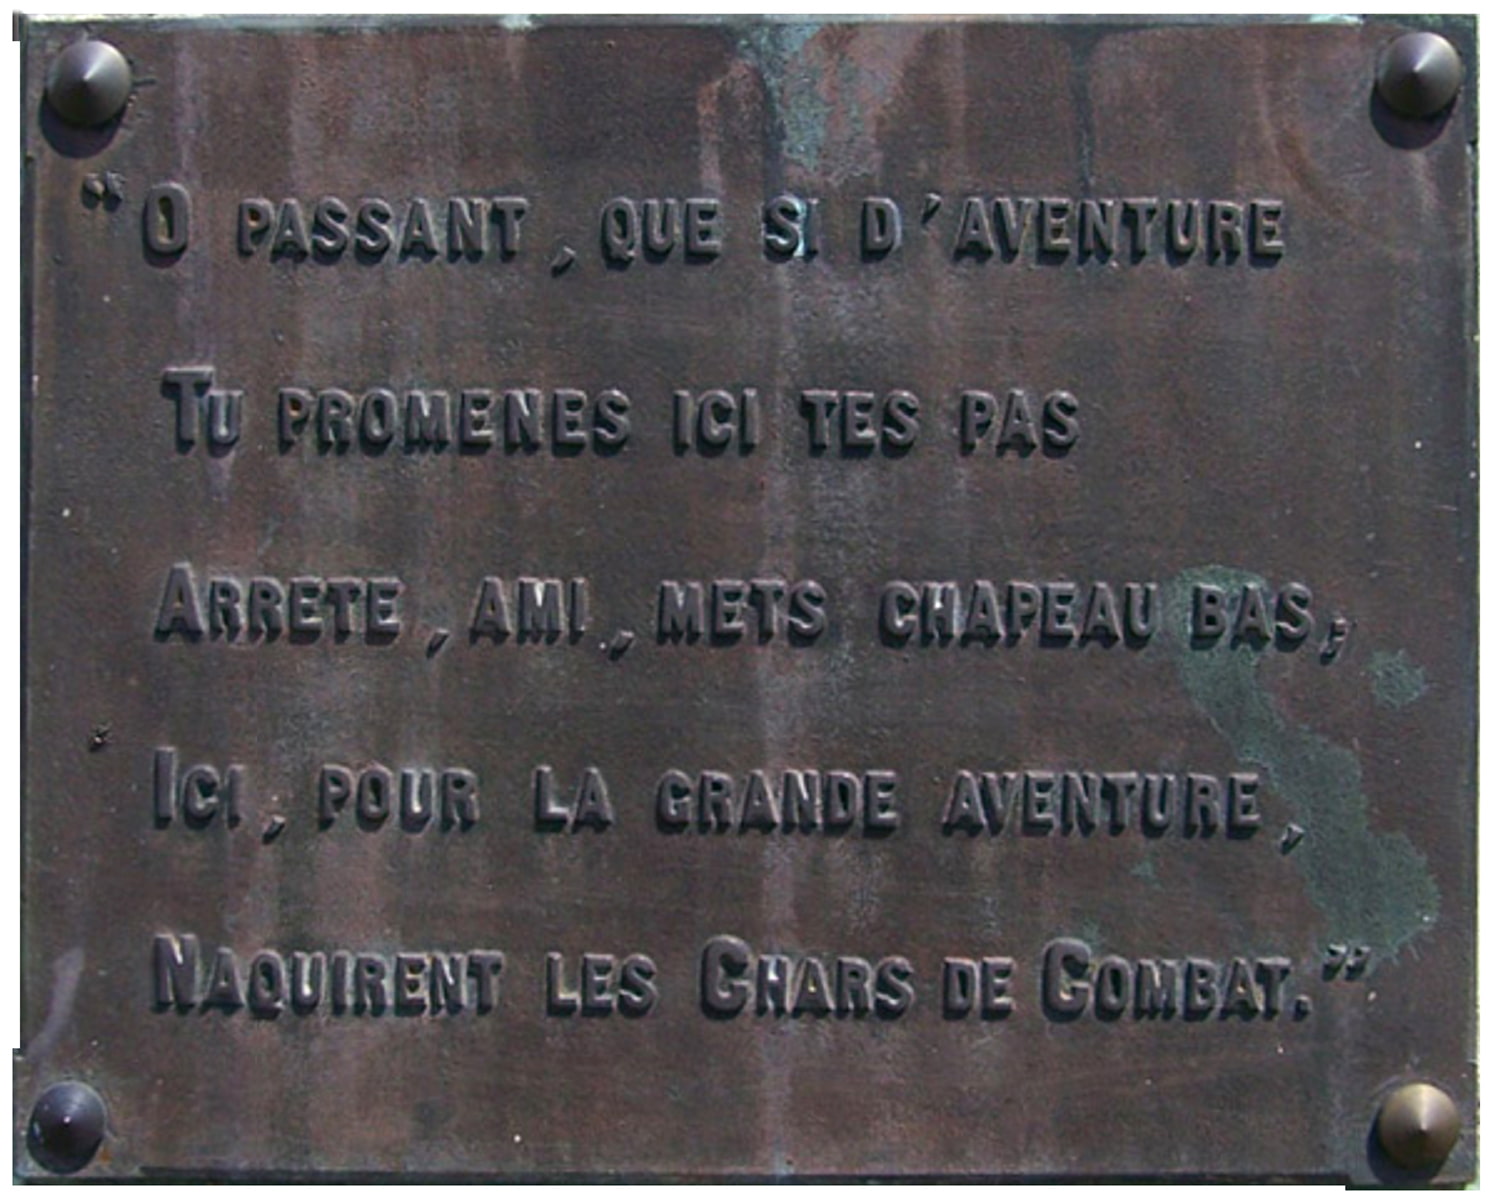 “O PASSANT, QUE SI D’AVENTURE
TU PROMENES ICI TES PAS
ARRETE, AMI, METS CHAPEAU BAS;
ICI, POUR LA GRANDE AVENTURE,
NAQUIRENT LES CHARS DE COMBAT.”